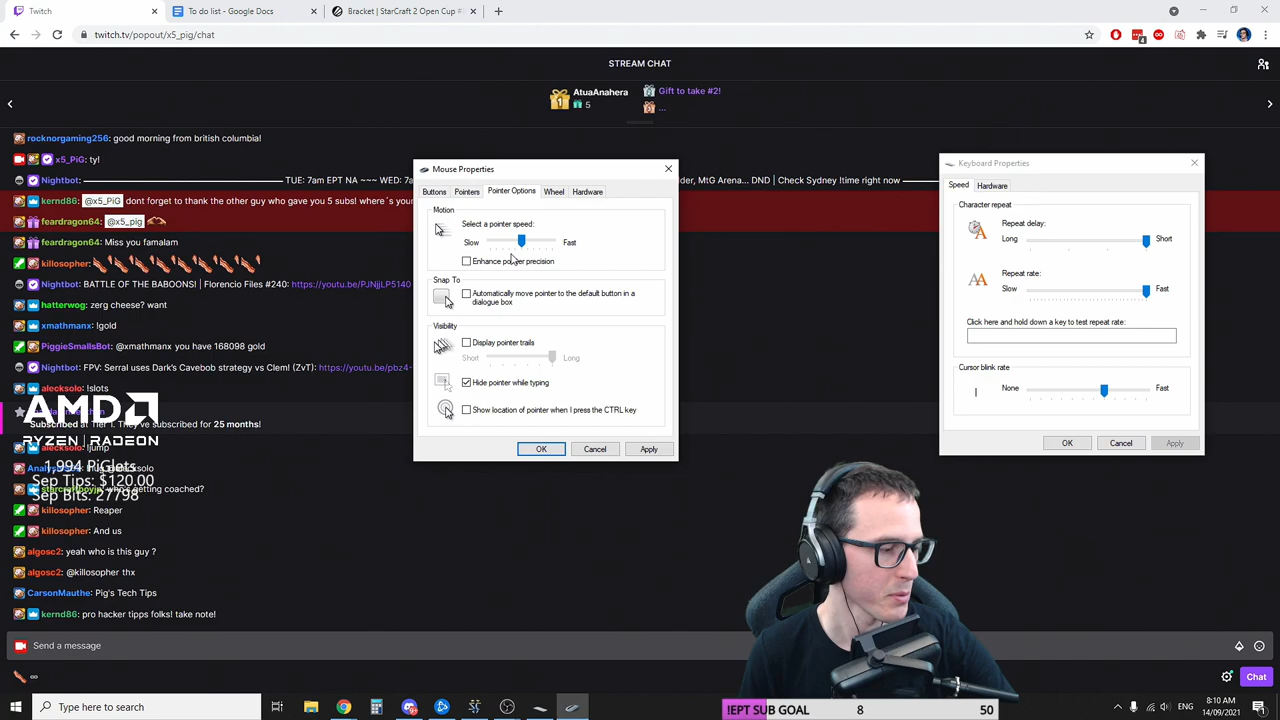 Twitch
To do list - Google Docs
Bracket | StarCraft 2 Open Cup #
twitch.tv/popout/x5_pig/chat
STREAM CHAT
AtuaAnahera
5
Gift to take #2!
...
rocknorgaming256: good morning from british columbia!
x5_PiG: ty!
Nightbot: TUE: 7am EPT NA ~~~ WED: 7a
der, MtG Arena... DND | Check Sydney !time right now
kernd86: @x5_PiG dont forget to thank the other guy who gave you 5 subs! where´s your
feardragon64: @x5_pig
feardragon64: Miss you famalam
killosopher:
Nightbot: BATTLE OF THE BABOONS! | Florencio Files #240: https://youtu.be/PJNjjLP5140
hatterwog: zerg cheese? want
xmathmanx: !gold
PiggieSmallsBot: @xmathmanx you have 168098 gold
Nightbot: FPV: Serral uses Dark's Cavebob strategy vs Clem! (ZvT): https://youtu.be/pbz4-
alecksolo: !slots
AMD
Subscribed at Tier 1. They've subscribed for 25 months!
RYZEN | RADEON
alecksolo: !jump
1,994 Piglets
Sep Tips: $120.00
who's getting coached?
Sep Bits: 27798
killosopher: Reaper
killosopher: And us
algosc2: yeah who is this guy ?
algosc2: @killosopher thx
CarsonMauthe: Pig's Tech Tips
kernd86: pro hacker tipps folks! take note!
Send a message
Chat
Mouse Properties
Buttons
Pointers
Pointer Options
Wheel
Hardware
Motion
Select a pointer speed:
Slow
Fast
Enhance pointer precision
Snap To
Automatically move pointer to the default button in a
dialogue box
Visibility
Display pointer trails
Short
Long
Hide pointer while typing
Show location of pointer when I press the CTRL key
OK
Cancel
Apply
Keyboard Properties
Speed
Hardware
Character repeat
Repeat delay:
Long
Short
Repeat rate:
Slow
Fast
Click here and hold down a key to test repeat rate:
Cursor blink rate
None
Fast
OK
Cancel
Apply
!EPT SUB GOAL
8
50
Type here to search
ENG
8:10 AM
14/09/2021